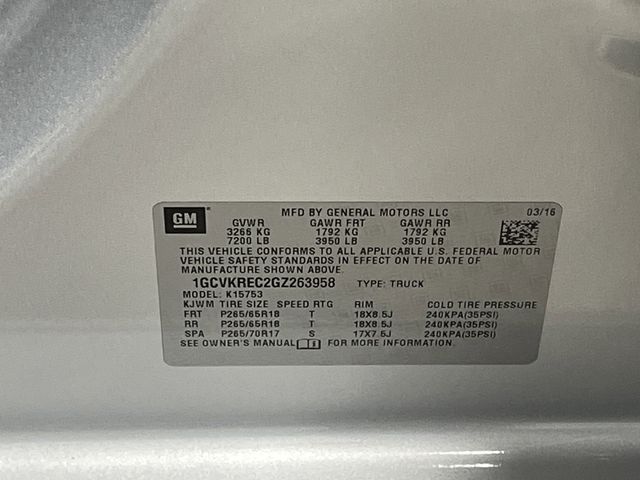 GM MFD BY GENERAL MOTORS LLC 03/16
GVWR GAWR FRT GAWR RR
3266 KG 1792 KG 1792 KG
7200 LB 3950 LB 3950 LB
THIS VEHICLE CONFORMS TO ALL APPLICABLE U.S. FEDERAL MOTOR
VEHICLE SAFETY STANDARDS IN EFFECT ON THE DATE OF
MANUFACTURE SHOWN ABOVE.
1GCVKREC2GZ263958 TYPE: TRUCK
MODEL: K15753
KJWM TIRE SIZE SPEED RTG RIM COLD TIRE PRESSURE
FRT P265/65R18 T 18X8.5J 240KPA(35PSI)
RR P265/65R18 T 18X8.5J 240KPA(35PSI)
SPA P265/70R17 S 17X7.5J 240KPA(35PSI)
SEE OWNER'S MANUAL FOR MORE INFORMATION.